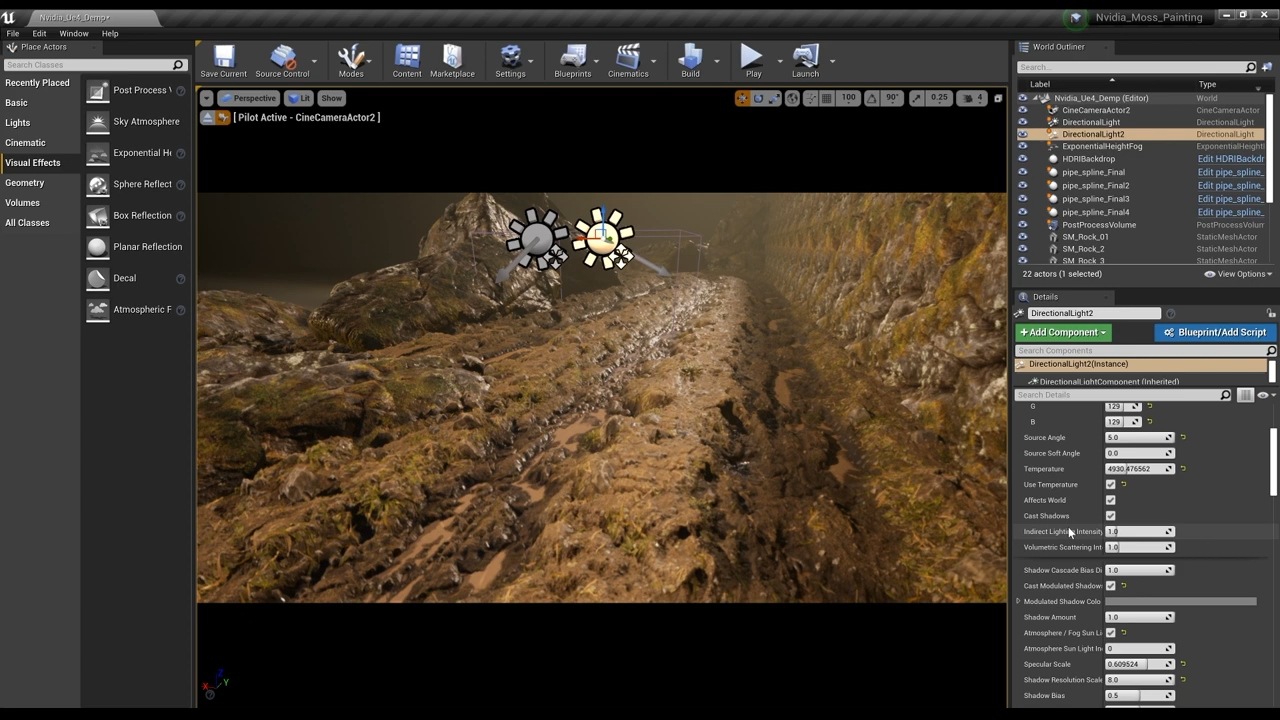 Nvidia_Ue4_Demp*
Nvidia_Moss_Painting
File Edit Window Help
Place Actors
Search Classes
Recently Placed
Basic
Lights
Cinematic
Visual Effects
Geometry
Volumes
All Classes
Post Process V
Sky Atmosphere
Exponential He
Sphere Reflect
Box Reflection
Planar Reflection
Decal
Atmospheric F
Save Current
Source Control
Modes
Content
Marketplace
Settings
Blueprints
Cinematics
Build
Play
Launch
Perspective
Lit
Show
100
90°
0.25
4
[ Pilot Active - CineCameraActor2 ]
X
Y
Z
World Outliner
Search...
Label Type
Nvidia_Ue4_Demp (Editor) World
CineCameraActor2 CineCameraActor
DirectionalLight DirectionalLight
DirectionalLight2 DirectionalLight
ExponentialHeightFog ExponentialHeight
HDRIBackdrop Edit HDRIBackdr
pipe_spline_Final Edit pipe_spline_
pipe_spline_Final2 Edit pipe_spline_
pipe_spline_Final3 Edit pipe_spline_
pipe_spline_Final4 Edit pipe_spline_
PostProcessVolume PostProcessVolum
SM_Rock_01 StaticMeshActor
SM_Rock_2 StaticMeshActor
SM_Rock_3 StaticMeshActor
22 actors (1 selected)
View Options
Details
DirectionalLight2
+Add Component
Blueprint/Add Script
Search Components
DirectionalLight2(Instance)
DirectionalLightComponent (Inherited)
Search Details
G 129
B 129
Source Angle 5.0
Source Soft Angle 0.0
Temperature 4930.476562
Use Temperature
Affects World
Cast Shadows
Indirect Lighting Intensity 1.0
Volumetric Scattering Int 1.0
Shadow Cascade Bias Di 1.0
Cast Modulated Shadow
Modulated Shadow Colo
Shadow Amount 1.0
Atmosphere / Fog Sun Li
Atmosphere Sun Light In 0
Specular Scale 0.609524
Shadow Resolution Scale 8.0
Shadow Bias 0.5